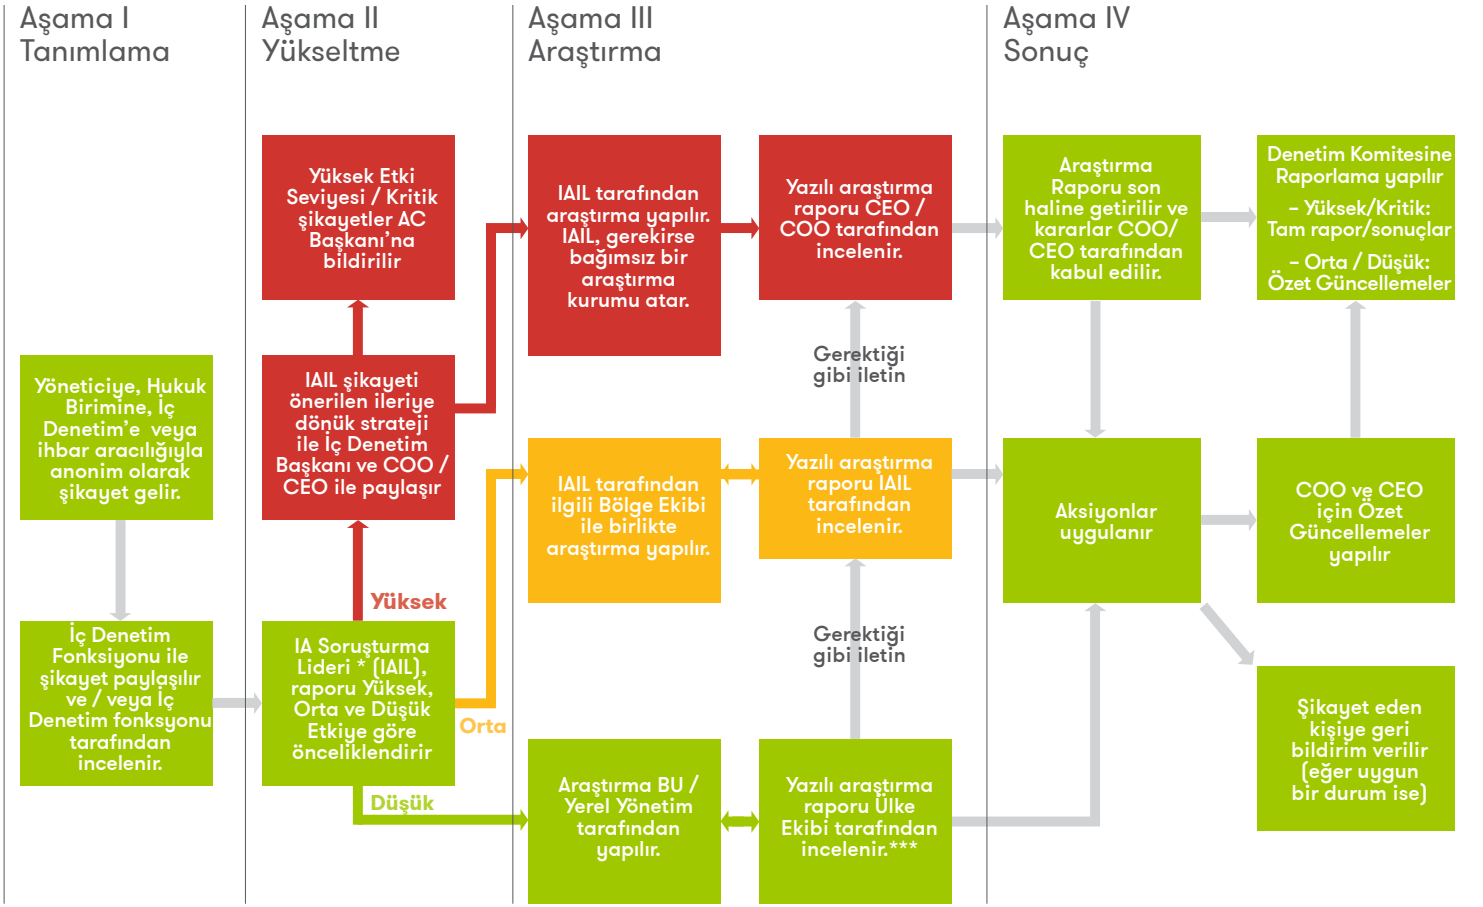 Aşama I
Tanımlama
Aşama II
Yükseltme
Aşama III
Araştırma
Aşama IV
Sonuç
Yöneticiye, Hukuk
Birimine, İç
Denetim’e veya
ihbar aracılığıyla
anonim olarak
şikayet gelir.
İç Denetim
Fonksiyonu ile
şikayet paylaşılır
ve / veya İç
Denetim fonksyonu
tarafından
incelenir.
Yüksek Etki
Seviyesi / Kritik
şikayetler AC
Başkanı’na
bildirilir
IAIL şikayeti
önerilen ileriye
dönük strateji
ile İç Denetim
Başkanı ve COO /
CEO ile paylaşır
Yüksek
IA Soruşturma
Lideri * (IAIL),
raporu Yüksek,
Orta ve Düşük
Etkiye göre
önceliklendirir
Orta
Düşük
IAIL tarafından
araştırma yapılır.
IAIL, gerekirse
bağımsız bir
araştırma
kurumu atar.
Yazılı araştırma
raporu CEO /
COO tarafından
incelenir.
Gerektiği
gibi iletin
IAIL tarafından
ilgili Bölge Ekibi
ile birlikte
araştırma yapılır.
Yazılı araştırma
raporu IAIL
tarafından
incelenir.
Gerektiği
gibi iletin
Araştırma BU /
Yerel Yönetim
tarafından
yapılır.
Yazılı araştırma
raporu Ülke
Ekibi tarafından
incelenir.***
Araştırma
Raporu son
haline getirilir ve
kararlar COO/
CEO tarafından
kabul edilir.
Denetim Komitesine
Raporlama yapılır
– Yüksek/Kritik:
Tam rapor/sonuçlar
– Orta / Düşük:
Özet Güncellemeler
Aksiyonlar
uygulanır
COO ve CEO
için Özet
Güncellemeler
yapılır
Şikayet eden
kişiye geri
bildirim verilir
(eğer uygun
bir durum ise)